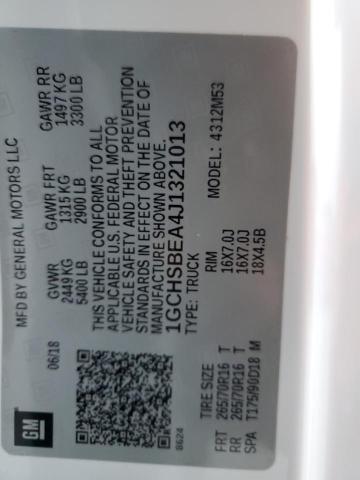 GM
MFD BY GENERAL MOTORS LLC
06/18
GVWR GAWR FRT GAWR RR
2449 KG 1315 KG 1497 KG
5400 LB 2900 LB 3300 LB
THIS VEHICLE CONFORMS TO ALL
APPLICABLE U.S. FEDERAL MOTOR
VEHICLE SAFETY AND THEFT PREVENTION
STANDARDS IN EFFECT ON THE DATE OF
MANUFACTURE SHOWN ABOVE.
1GCHSBEA4J1321013
TYPE: TRUCK MODEL: 4312M53
8624
TIRE SIZE RIM
FRT 265/70R16 T 16X7.0J
RR 265/70R16 T 16X7.0J
SPA T175/90D18 M 18X4.5B